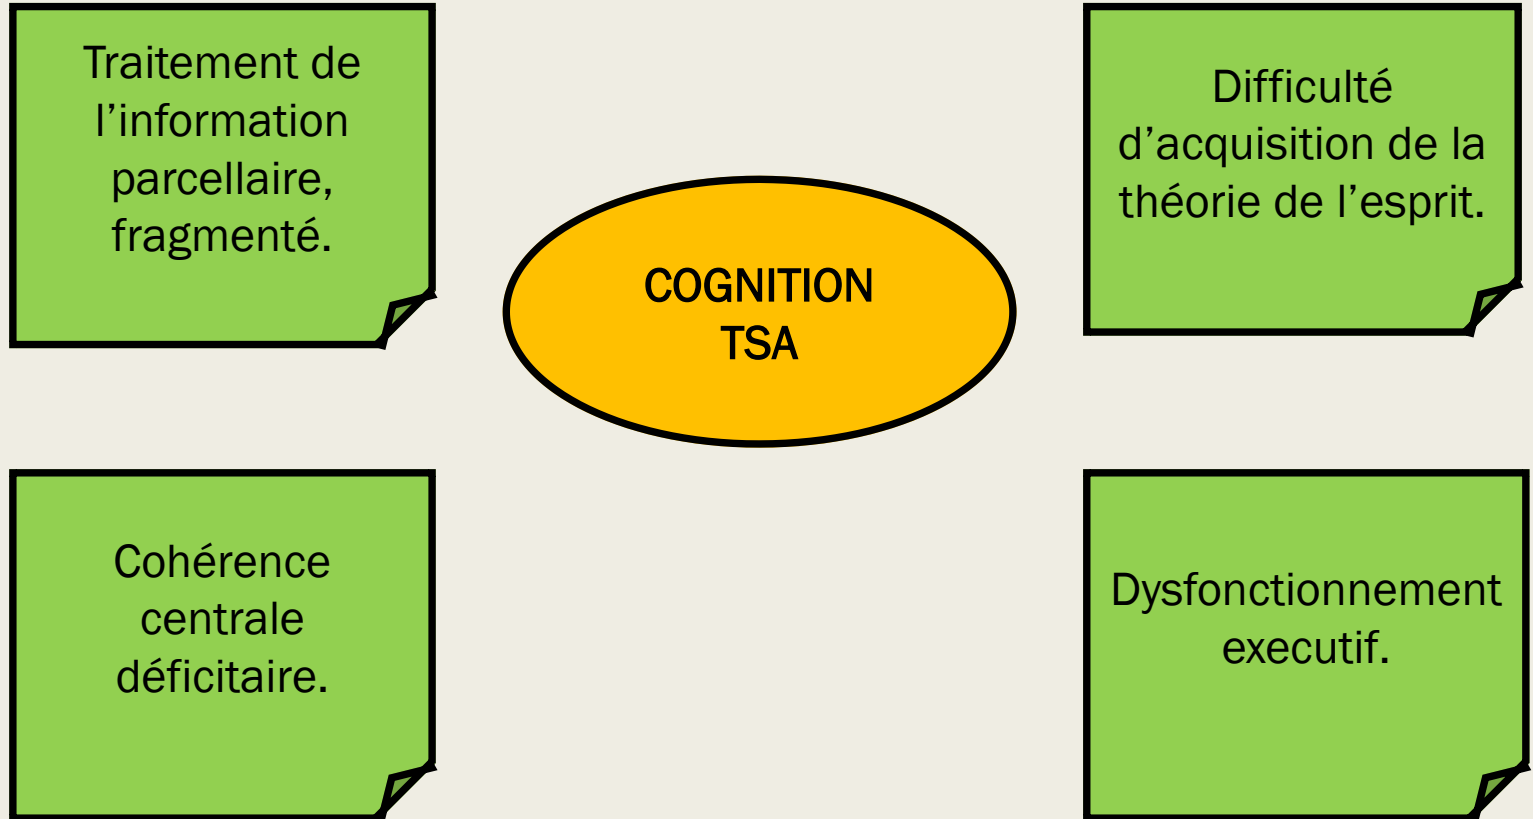 Traitement de
l’information
parcellaire,
fragmenté.
Difficulté
d’acquisition de la
théorie de l’esprit.
COGNITION
TSA
Cohérence
centrale
déficitaire.
Dysfonctionnement
executif.